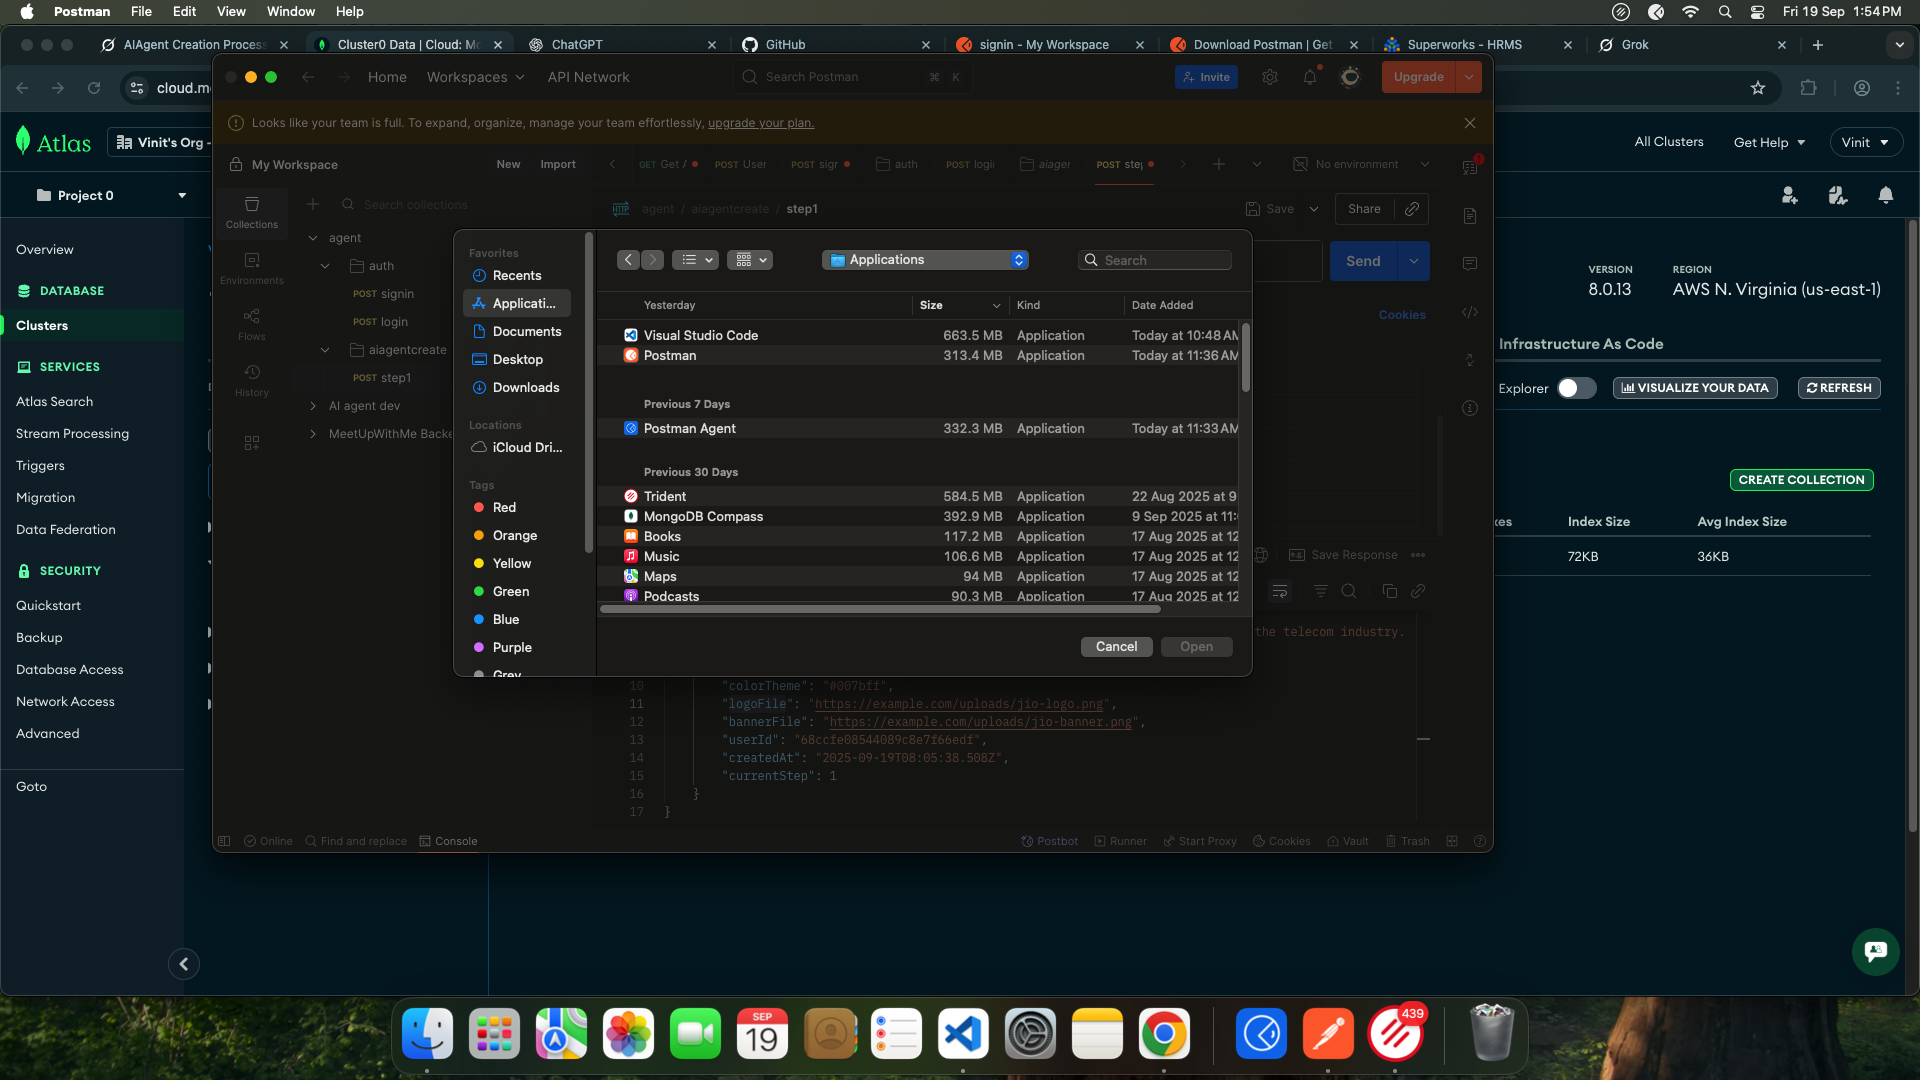 Postman File Edit View Window Help
Fri 19 Sep 1:54 PM
AIAgent Creation Process
Cluster0 Data | Cloud: Mo
ChatGPT
GitHub
signin - My Workspace
Download Postman | Get
Superworks - HRMS
Grok
cloud.mo
Home Workspaces API Network
Search Postman ⌘ K
Invite
Upgrade
Looks like your team is full. To expand, organize, manage your team effortlessly, upgrade your plan.
Atlas
Vinit's Org -
All Clusters
Get Help
Vinit
My Workspace
New Import
GET Get A
POST User
POST sigr
auth
POST logi
aiager
POST step
No environment
Project 0
Collections
Search collections
agent / aiagentcreate / step1
Save
Share
Environments
Flows
History
agent
auth
POST signin
POST login
aiagentcreate
POST step1
AI agent dev
MeetUpWithMe Backe
Send
Cookies
Overview
DATABASE
Clusters
SERVICES
Atlas Search
Stream Processing
Triggers
Migration
Data Federation
SECURITY
Quickstart
Backup
Database Access
Network Access
Advanced
Goto
VERSION
8.0.13
REGION
AWS N. Virginia (us-east-1)
Infrastructure As Code
Explorer
VISUALIZE YOUR DATA
REFRESH
CREATE COLLECTION
xes
Index Size
Avg Index Size
72KB
36KB
Favorites
Recents
Applicati...
Documents
Desktop
Downloads
Locations
iCloud Dri...
Tags
Red
Orange
Yellow
Green
Blue
Purple
Grey
Applications
Search
Yesterday Size Kind Date Added
Visual Studio Code 663.5 MB Application Today at 10:48 AM
Postman 313.4 MB Application Today at 11:36 AM
Previous 7 Days
Postman Agent 332.3 MB Application Today at 11:33 AM
Previous 30 Days
Trident 584.5 MB Application 22 Aug 2025 at 9
MongoDB Compass 392.9 MB Application 9 Sep 2025 at 11:
Books 117.2 MB Application 17 Aug 2025 at 12
Music 106.6 MB Application 17 Aug 2025 at 12
Maps 94 MB Application 17 Aug 2025 at 12
Podcasts 90.3 MB Application 17 Aug 2025 at 12
Cancel
Open
Save Response
the telecom industry.
10 "colorTheme": "#007bff",
11 "logoFile": "https://example.com/uploads/jio-logo.png",
12 "bannerFile": "https://example.com/uploads/jio-banner.png",
13 "userId": "68ccfe08544089c8e7f66edf",
14 "createdAt": "2025-09-19T08:05:38.508Z",
15 "currentStep": 1
16 }
17 }
Online
Find and replace
Console
Postbot
Runner
Start Proxy
Cookies
Vault
Trash
SEP
19
439